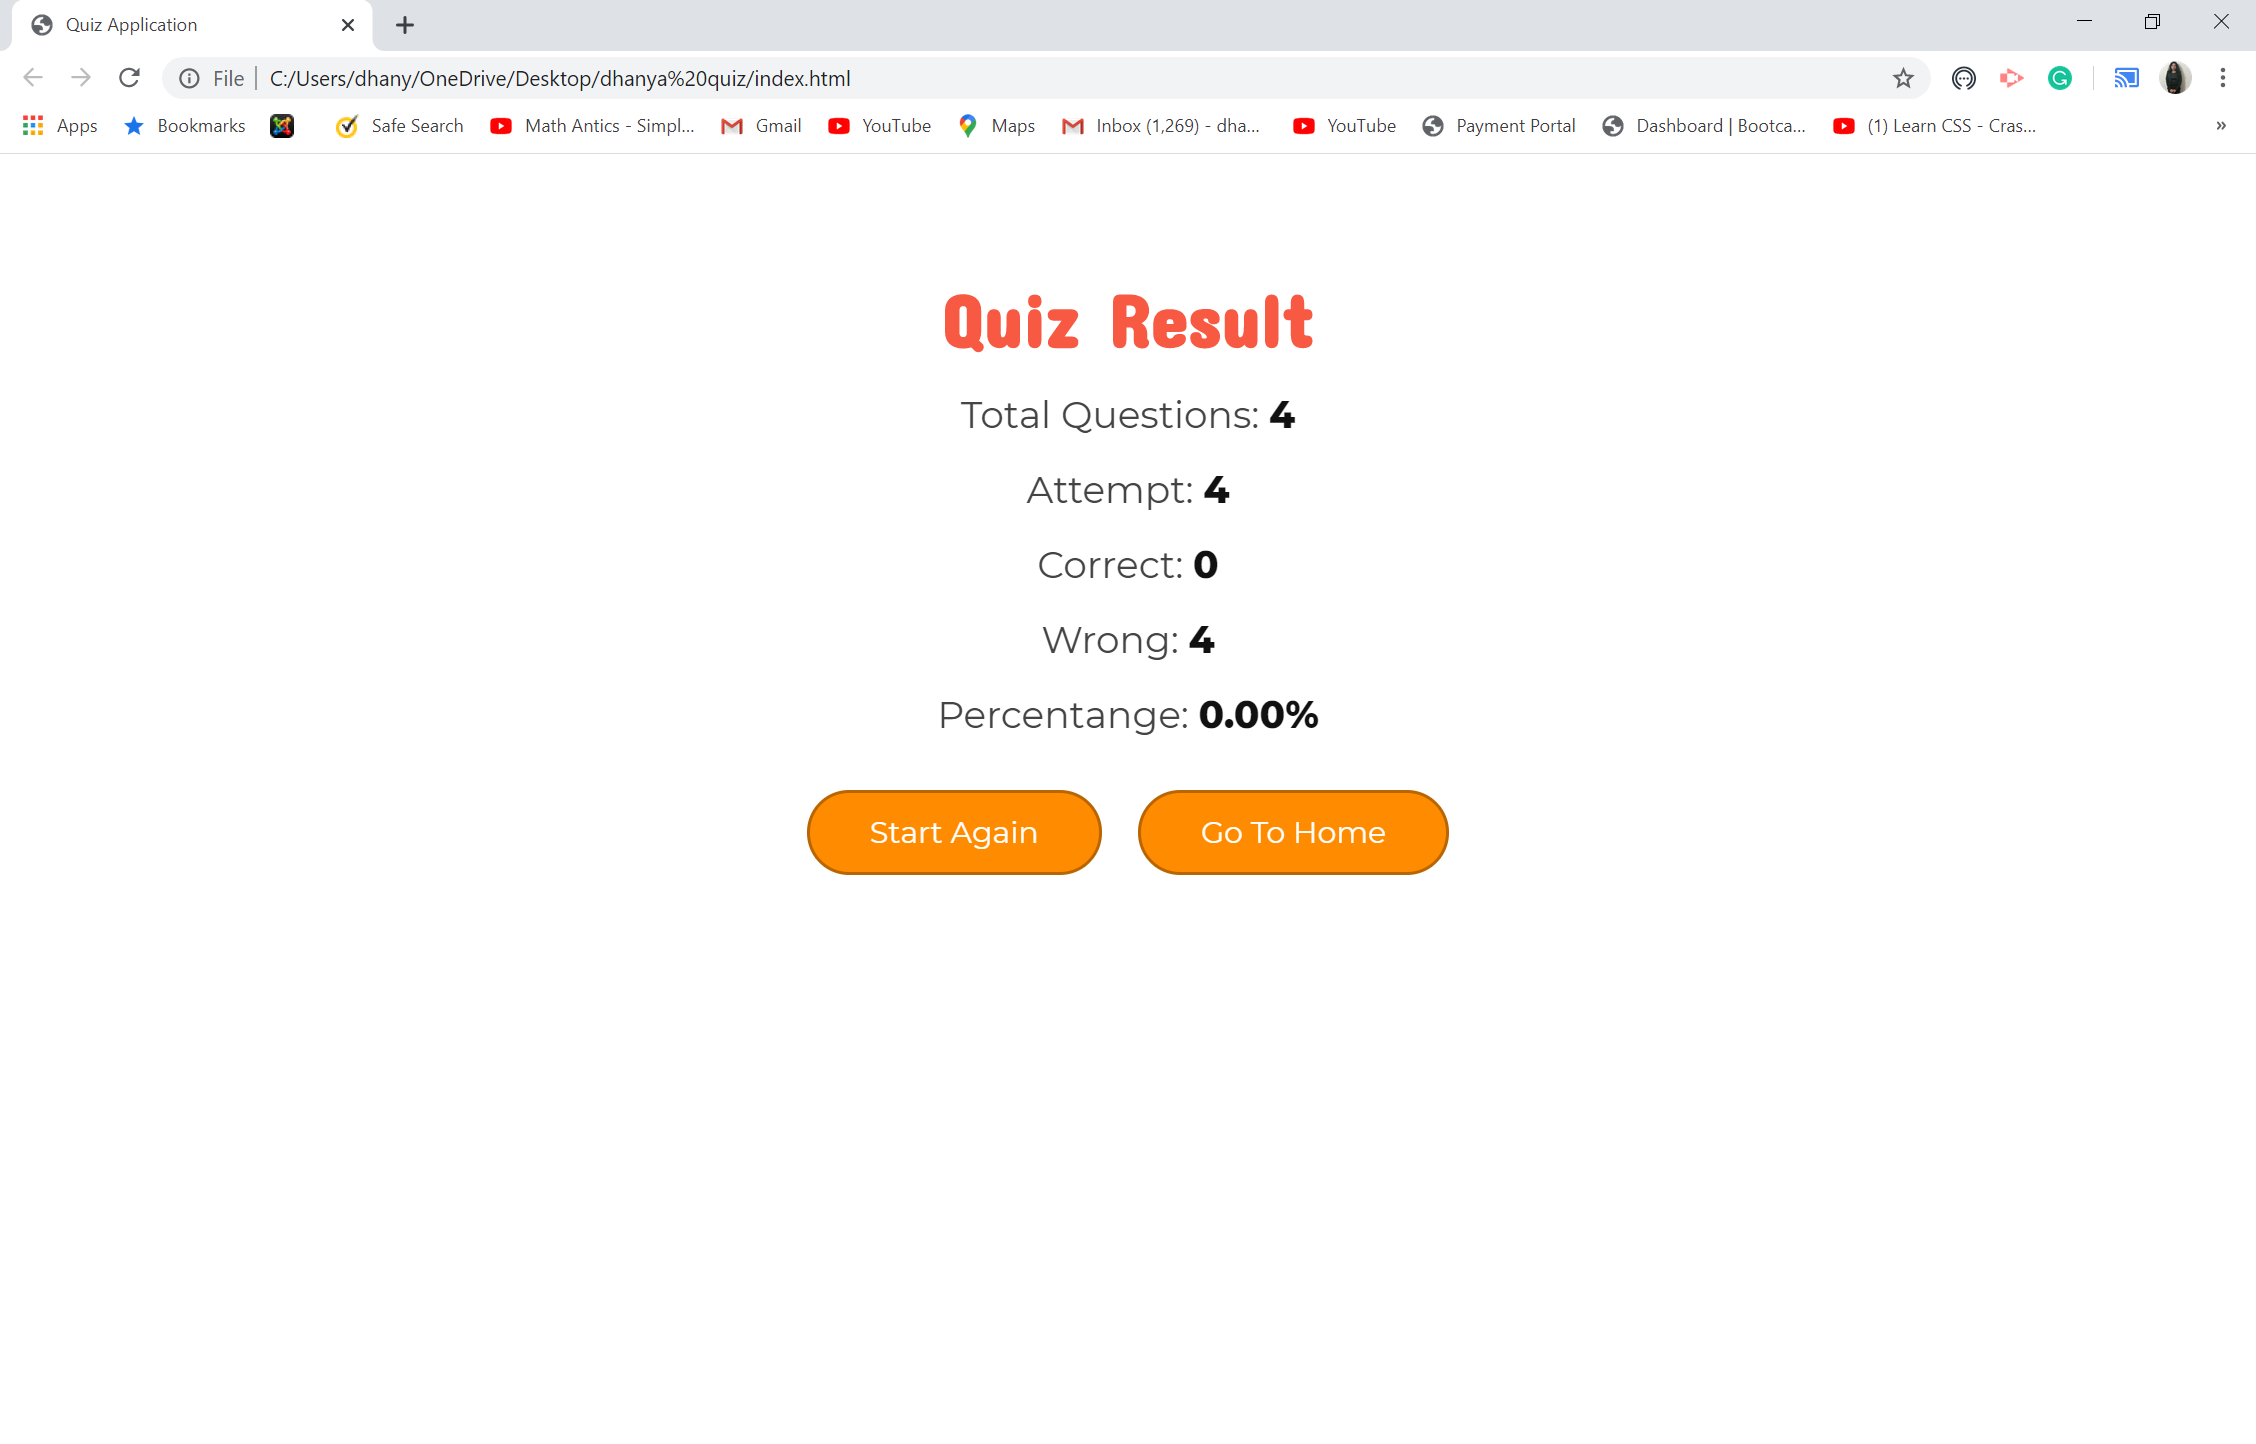 Quiz Application
File
C:/Users/dhany/OneDrive/Desktop/dhanya%20quiz/index.html
Apps Bookmarks Safe Search Math Antics - Simpl... Gmail YouTube Maps Inbox (1,269) - dha... YouTube Payment Portal Dashboard | Bootca... (1) Learn CSS - Cras... »
Quiz Result
Total Questions: 4
Attempt: 4
Correct: 0
Wrong: 4
Percentange: 0.00%
Start Again Go To Home